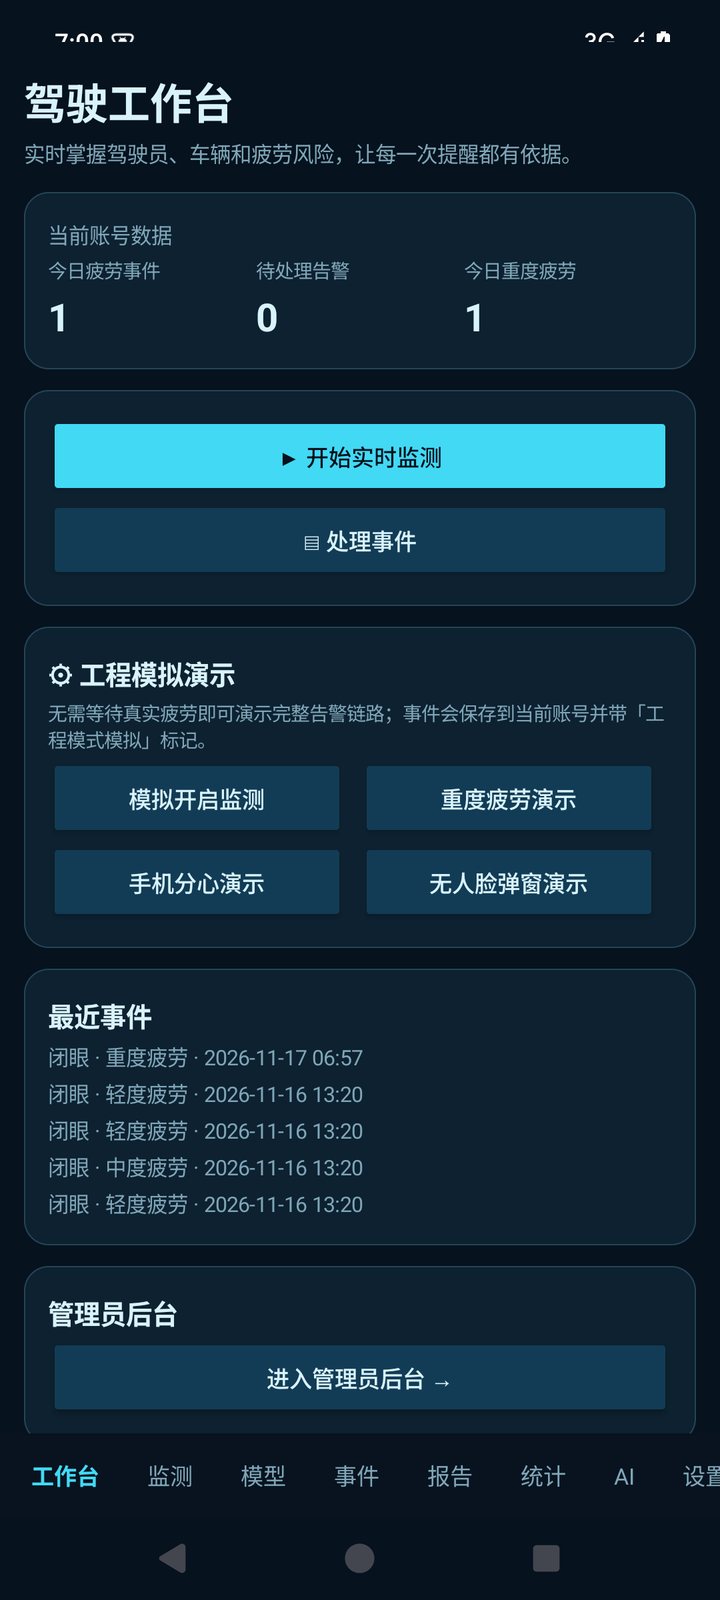 7:00 3G
驾驶工作台
实时掌握驾驶员、车辆和疲劳风险，让每一次提醒都有依据。
当前账号数据
今日疲劳事件 待处理告警 今日重度疲劳
1 0 1
► 开始实时监测
▤ 处理事件
⚙ 工程模拟演示
无需等待真实疲劳即可演示完整告警链路；事件会保存到当前账号并带「工
程模式模拟」标记。
模拟开启监测 重度疲劳演示
手机分心演示 无人脸弹窗演示
最近事件
闭眼 · 重度疲劳 · 2026-11-17 06:57
闭眼 · 轻度疲劳 · 2026-11-16 13:20
闭眼 · 轻度疲劳 · 2026-11-16 13:20
闭眼 · 中度疲劳 · 2026-11-16 13:20
闭眼 · 轻度疲劳 · 2026-11-16 13:20
管理员后台
进入管理员后台 →
工作台 监测 模型 事件 报告 统计 AI 设置